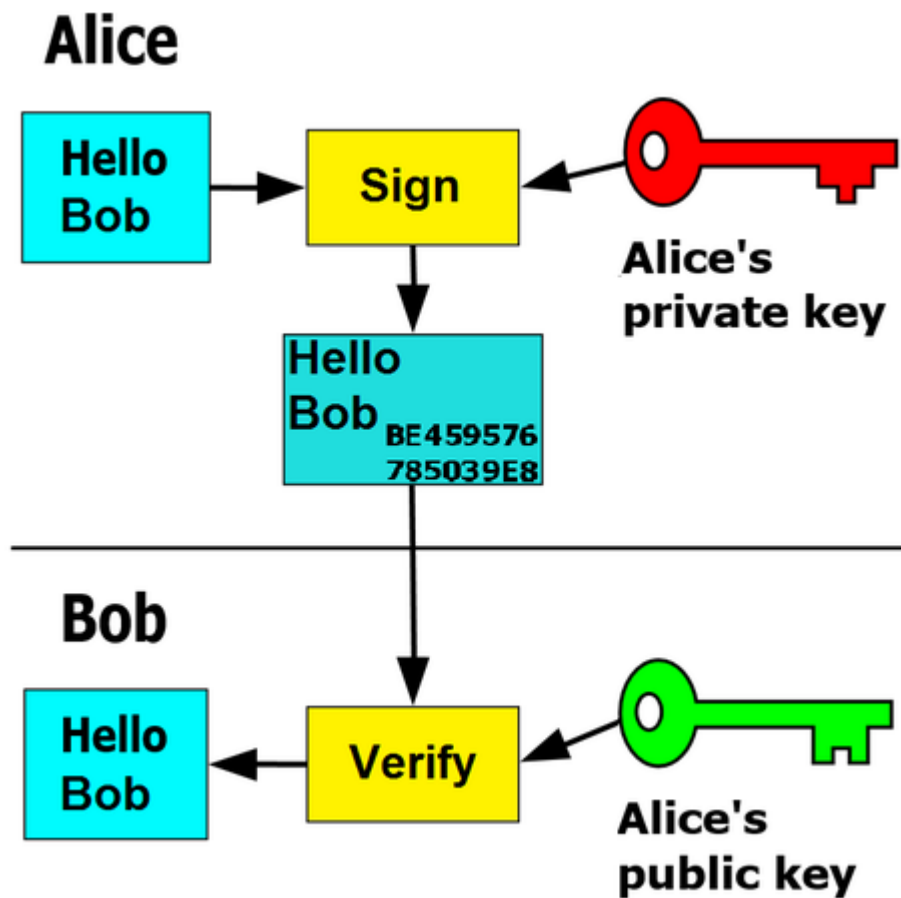 Alice
Hello
Bob
Sign
Alice's
private key
Hello
Bob
BE459576
785039E8
Bob
Hello
Bob
Verify
Alice's
public key